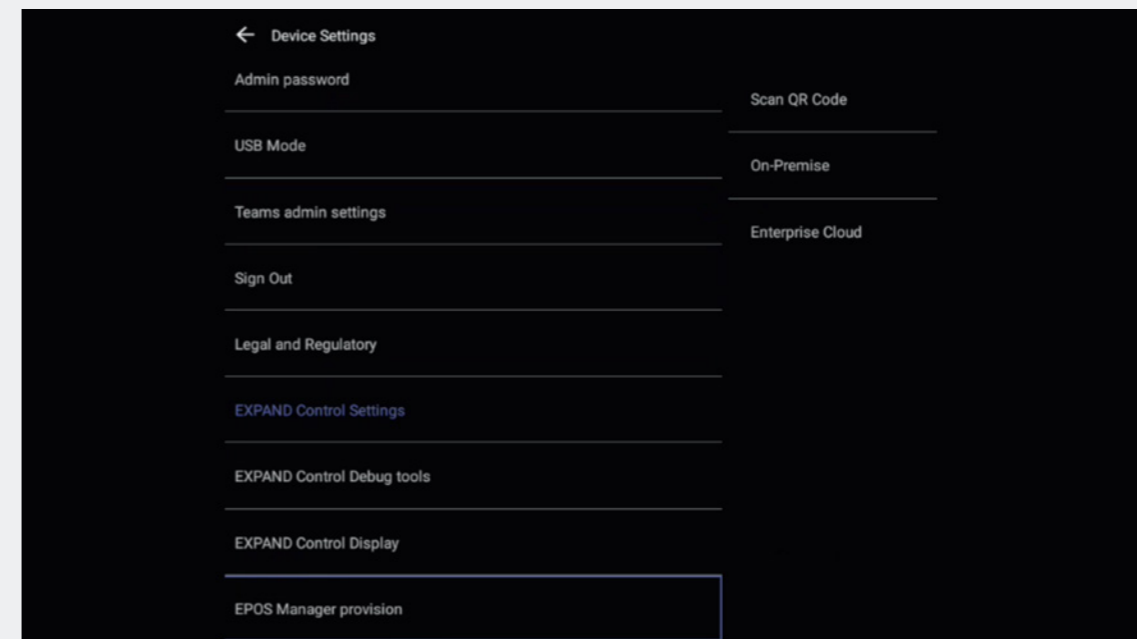 Device Settings
Admin password
USB Mode
Teams admin settings
Sign Out
Legal and Regulatory
EXPAND Control Settings
EXPAND Control Debug tools
EXPAND Control Display
EPOS Manager provision
Scan QR Code
On-Premise
Enterprise Cloud